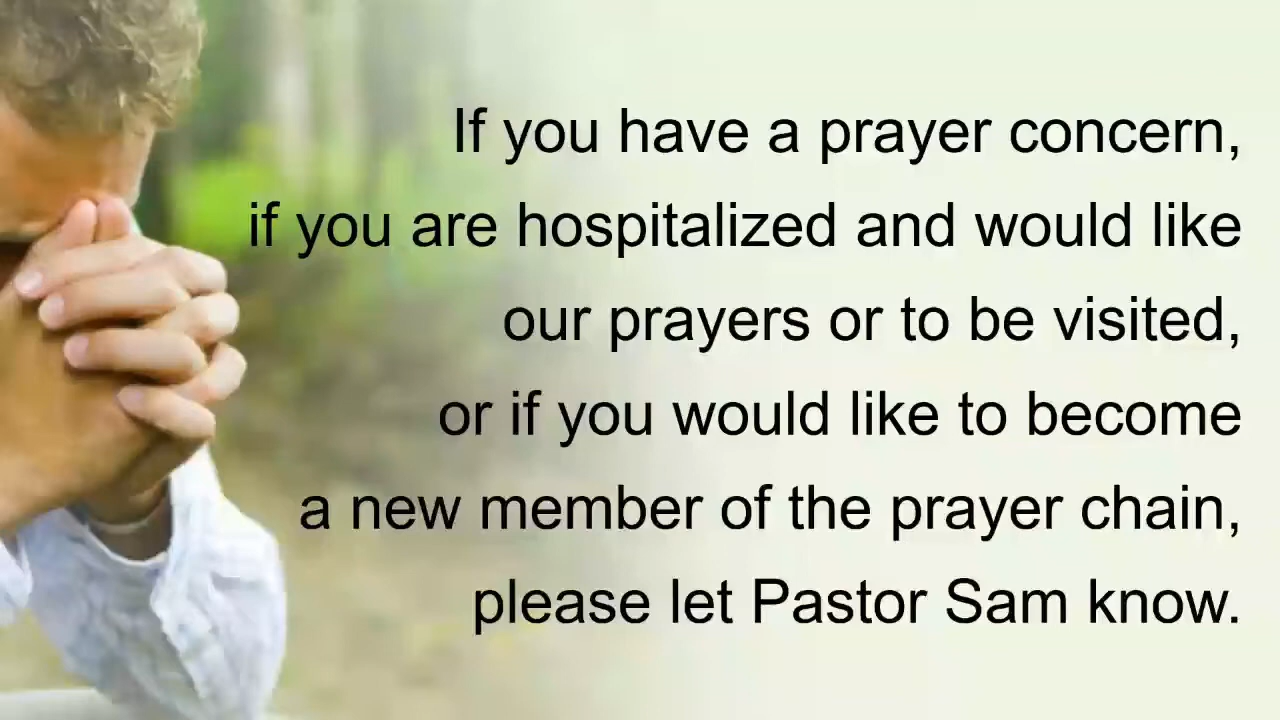 If you have a prayer concern,
if you are hospitalized and would like
our prayers or to be visited,
or if you would like to become
a new member of the prayer chain,
please let Pastor Sam know.